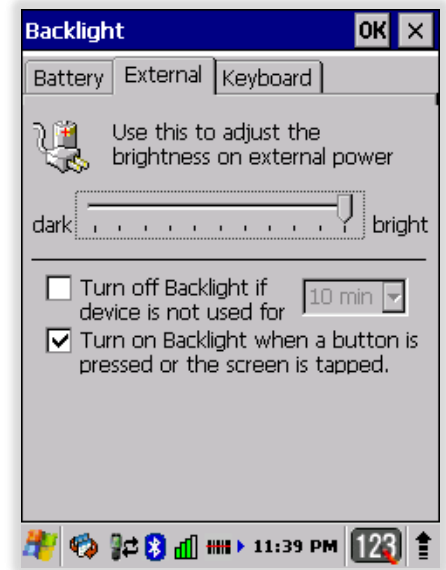 Backlight OK ×
Battery External Keyboard
Use this to adjust the
brightness on external power
dark bright
Turn off Backlight if
device is not used for 10 min
Turn on Backlight when a button is
pressed or the screen is tapped.
11:39 PM 123